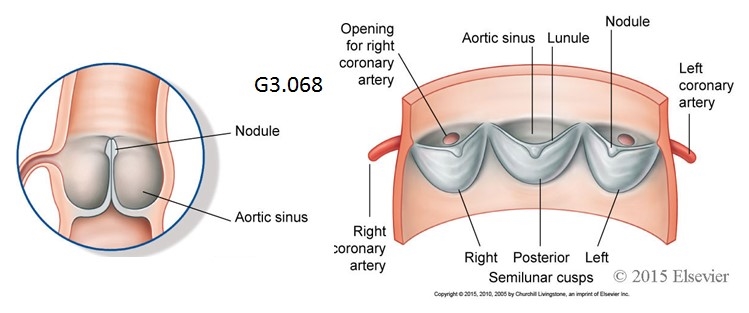 G3.068
Nodule
Aortic sinus
Opening
for right
coronary
artery
Aortic sinus
Lunule
Nodule
Left
coronary
artery
Right
coronary
artery
Right
Posterior
Left
Semilunar cusps
© 2015 Elsevier
Copyright © 2015, 2010, 2005 by Churchill Livingstone, an imprint of Elsevier Inc.